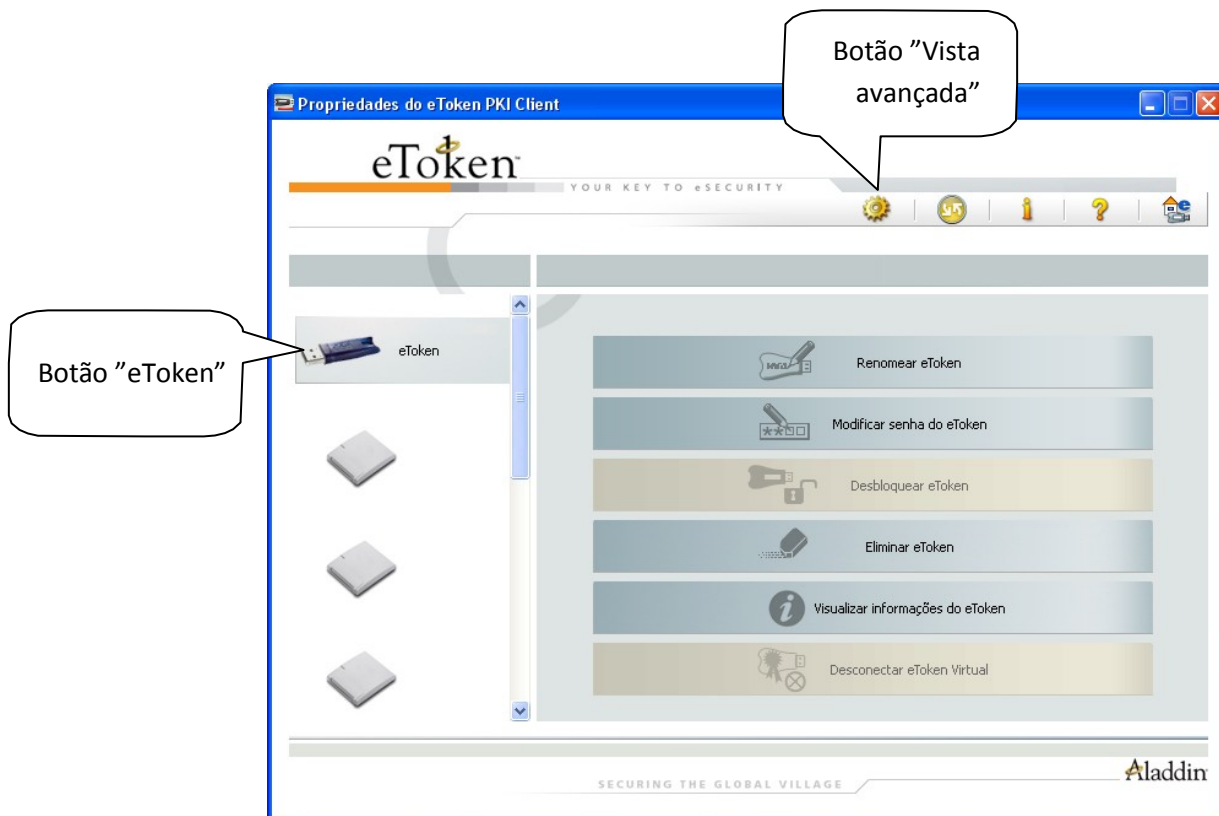 Botão ”Vista
avançada”
Propriedades do eToken PKI Client
eToken™
YOUR KEY TO eSECURITY
Botão ”eToken”
eToken
Renomear eToken
Modificar senha do eToken
Desbloquear eToken
Eliminar eToken
Visualizar informações do eToken
Desconectar eToken Virtual
SECURING THE GLOBAL VILLAGE
Aladdin